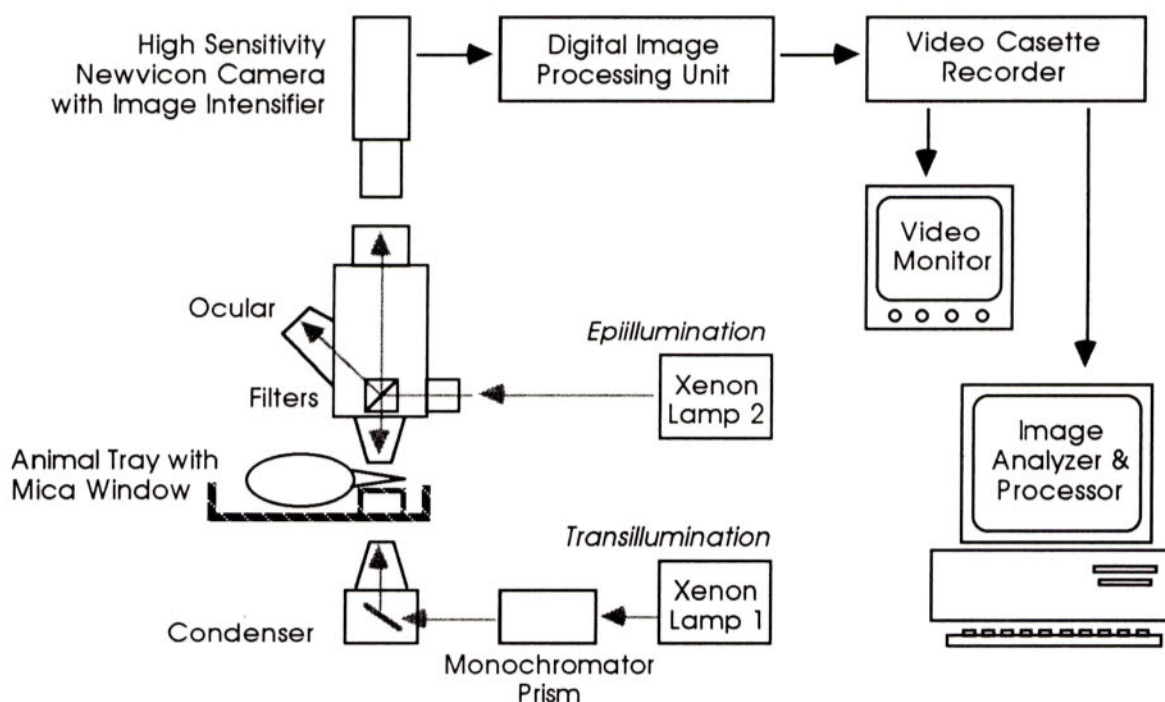 High Sensitivity
Newvicon Camera
with Image Intensifier
Digital Image
Processing Unit
Video Casette
Recorder
Video
Monitor
Ocular
Epiillumination
Filters
Xenon
Lamp 2
Image
Analyzer &
Processor
Animal Tray with
Mica Window
Transillumination
Xenon
Lamp 1
Condenser
Monochromator
Prism